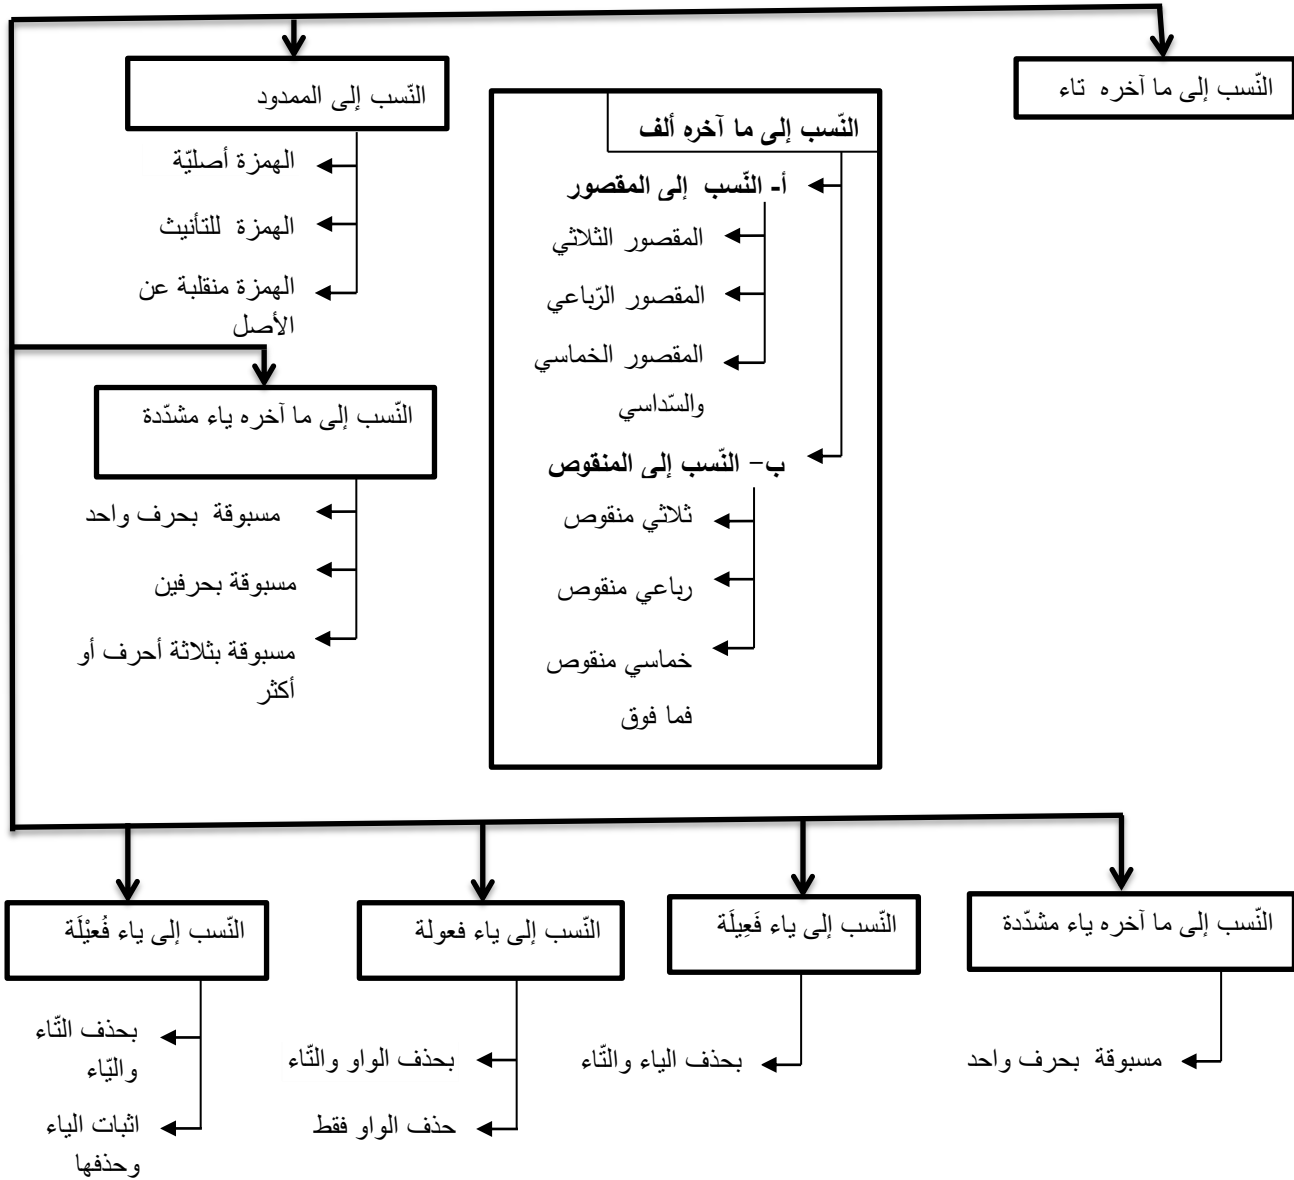 النّسب إلى ما آخره تاء
النّسب إلى ما آخره ألف
أ- النّسب إلى المقصور
المقصور الثلاثي
المقصور الرّباعي
المقصور الخماسي
والسّداسي
ب– النّسب إلى المنقوص
ثلاثي منقوص
رباعي منقوص
خماسي منقوص
فما فوق
النّسب إلى الممدود
الهمزة أصليّة
الهمزة للتأنيث
الهمزة منقلبة عن
الأصل
النّسب إلى ما آخره ياء مشدّدة
مسبوقة بحرف واحد
مسبوقة بحرفين
مسبوقة بثلاثة أحرف أو
أكثر
النّسب إلى ما آخره ياء مشدّدة
مسبوقة بحرف واحد
النّسب إلى ياء فَعِيلَة
بحذف الياء والتّاء
النّسب إلى ياء فعولة
بحذف الواو والتّاء
حذف الواو فقط
النّسب إلى ياء فُعيْلَة
بحذف التّاء
واليّاء
اثبات الياء
وحذفها